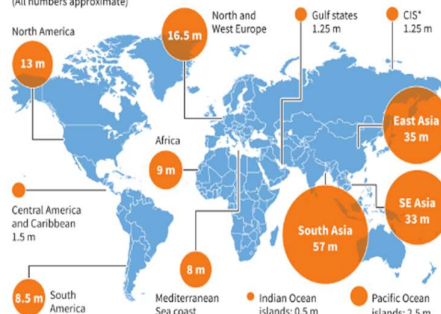 (All numbers approximate)
North America
13 m
16.5 m
North and
West Europe
Gulf states
1.25 m
CIS*
1.25 m
East Asia
35 m
Africa
9 m
Central America
and Caribbean
1.5 m
SE Asia
33 m
South Asia
57 m
8 m
Mediterranean
Sea coast
8.5 m
South
America
Indian Ocean
islands: 0.5 m
Pacific Ocean
islands: 2.5 m